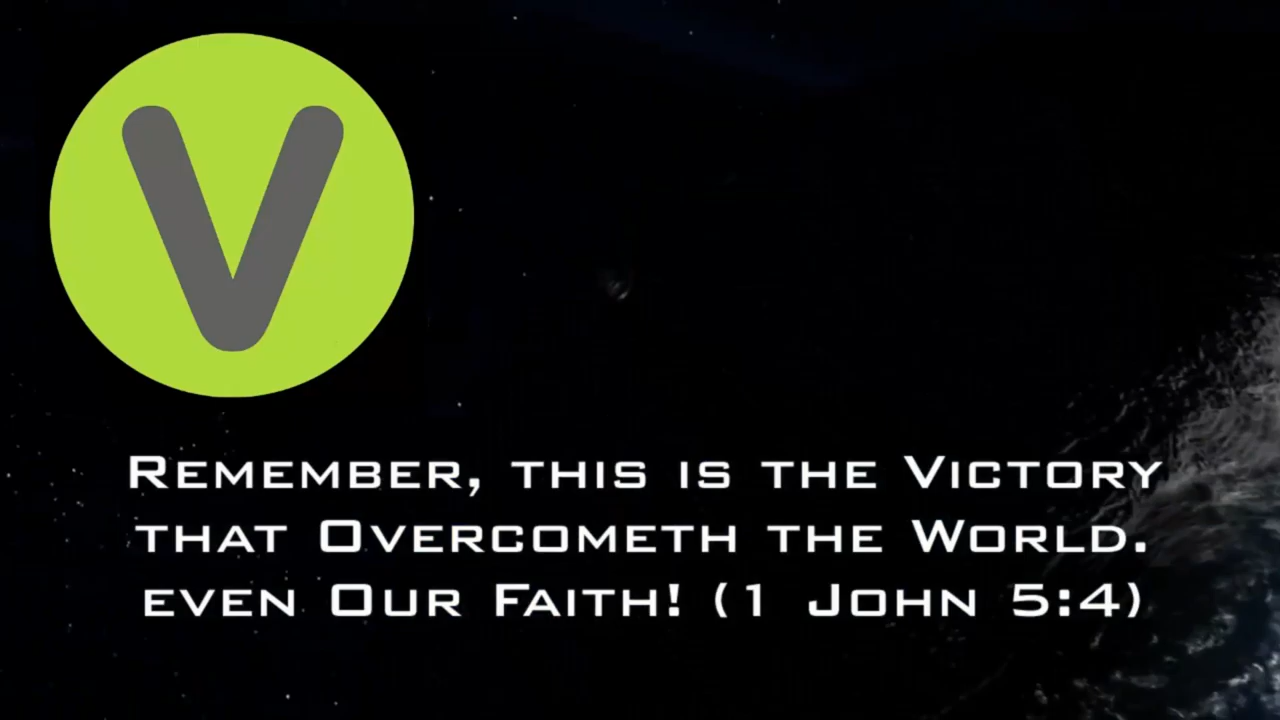 V
Remember, this is the Victory
that Overcometh the World.
even Our Faith! (1 John 5:4)